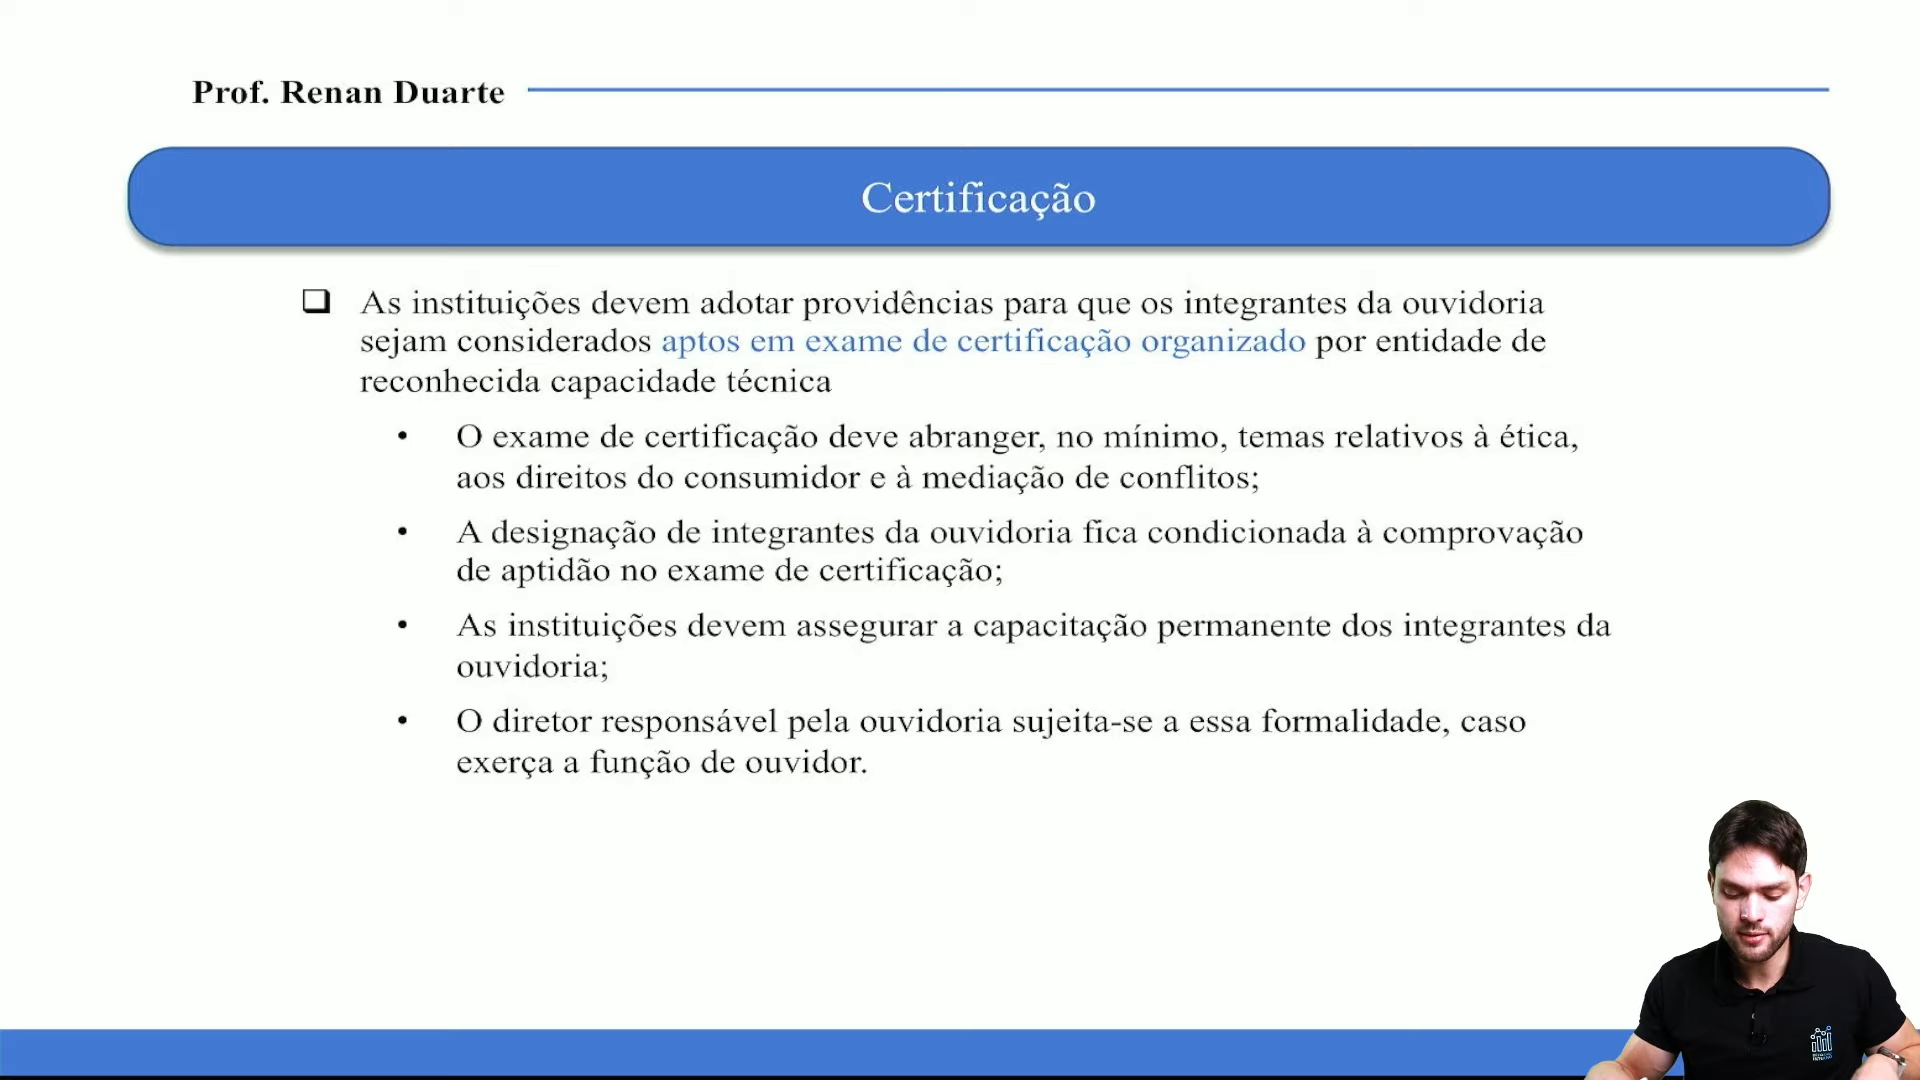 Prof. Renan Duarte
Certificação
As instituições devem adotar providências para que os integrantes da ouvidoria
sejam considerados aptos em exame de certificação organizado por entidade de
reconhecida capacidade técnica
• O exame de certificação deve abranger, no mínimo, temas relativos à ética,
aos direitos do consumidor e à mediação de conflitos;
• A designação de integrantes da ouvidoria fica condicionada à comprovação
de aptidão no exame de certificação;
• As instituições devem assegurar a capacitação permanente dos integrantes da
ouvidoria;
• O diretor responsável pela ouvidoria sujeita-se a essa formalidade, caso
exerça a função de ouvidor.